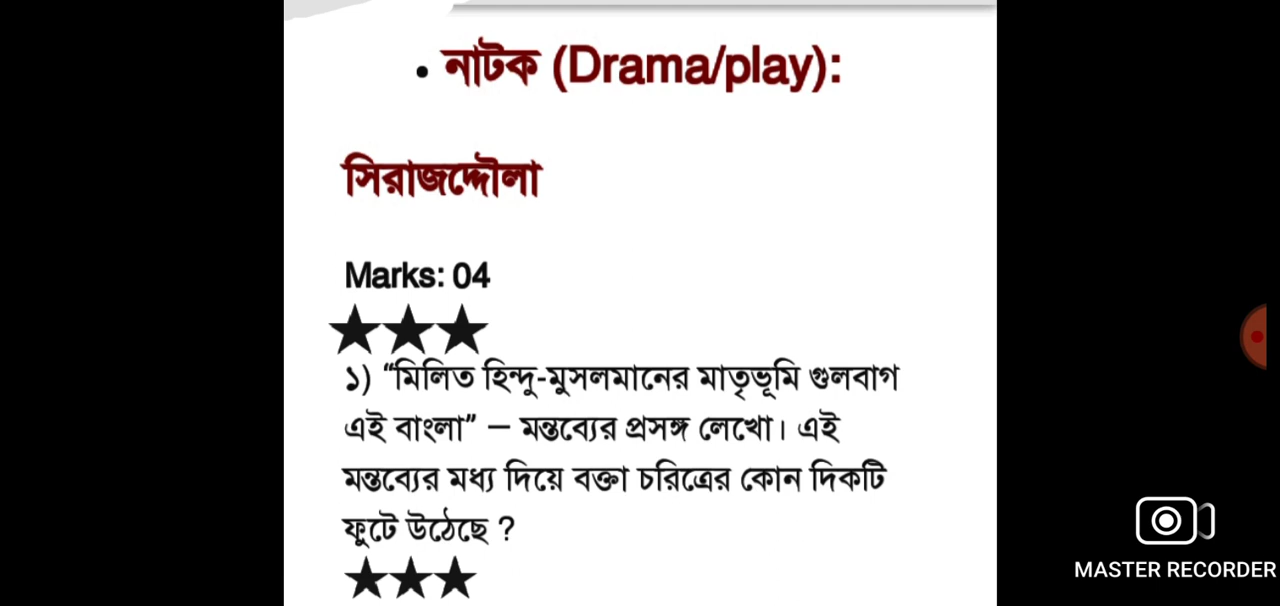 • নাটক (Drama/play):
সিরাজদ্দৌলা
Marks: 04
★★★
১) “মিলিত হিন্দু-মুসলমানের মাতৃভূমি গুলবাগ
এই বাংলা” – মন্তব্যের প্রসঙ্গ লেখো। এই
মন্তব্যের মধ্য দিয়ে বক্তা চরিত্রের কোন দিকটি
ফুটে উঠেছে ?
★★★
MASTER RECORDER